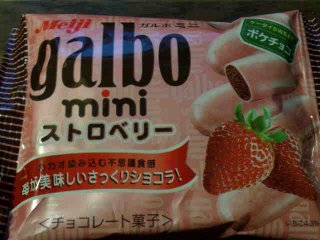 Meiji
ガルボミニ
galbo
mini
ポケチョコ
ストロベリー
カカオ染み込む不思議食感
苺が美味しいさっくりショコラ!
<チョコレート菓子>